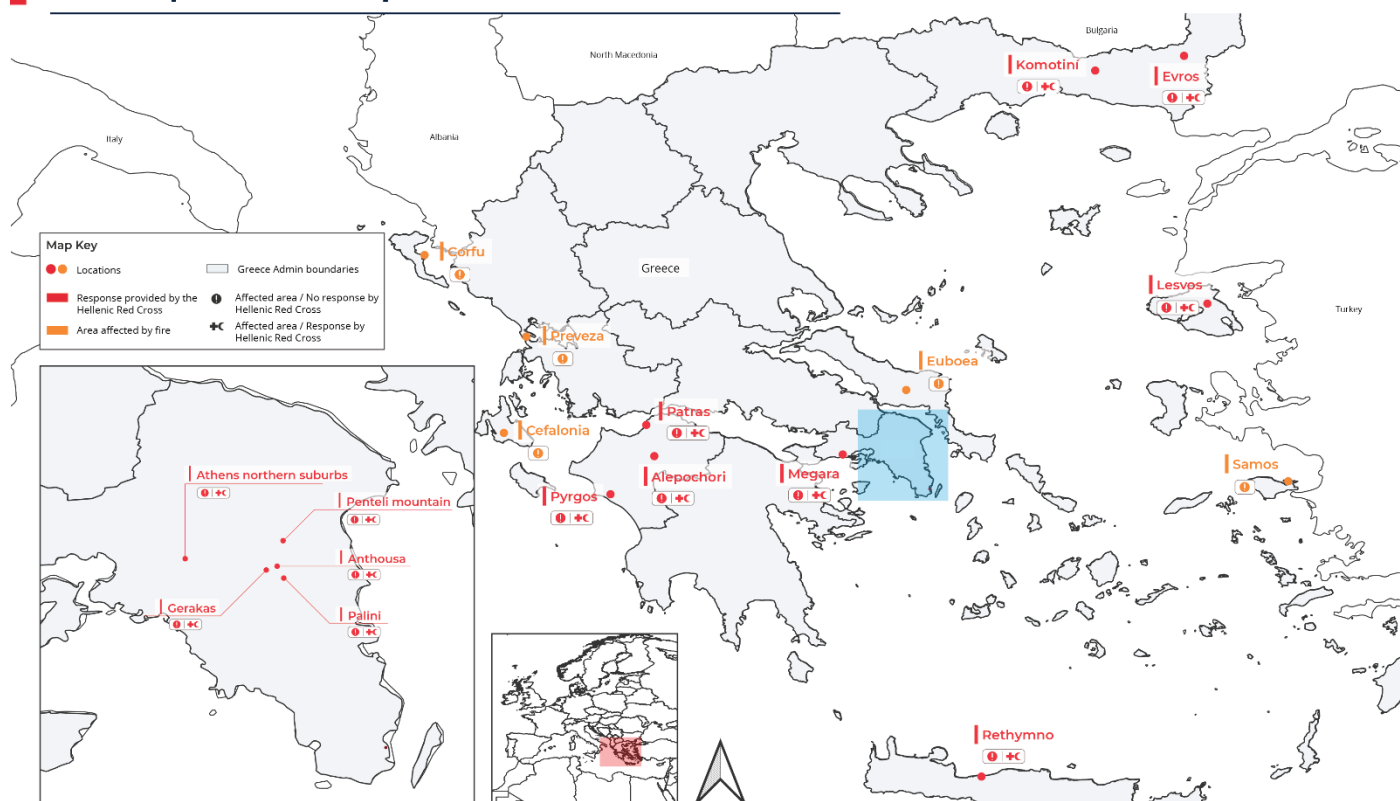 Bulgaria
North Macedonia
Komotiní
Evros
Italy
Albania
Map Key
Locations
Greece Admin boundaries
Response provided by the
Hellenic Red Cross
Affected area / No response by
Hellenic Red Cross
Area affected by fire
Affected area / Response by
Hellenic Red Cross
Corfu
Greece
Lesvos
Turkey
Preveza
Euboea
Patras
Cefalonia
Samos
Alepochori
Megara
Pyrgos
Athens northern suburbs
Penteli mountain
Anthousa
Gerakas
Palini
Rethymno